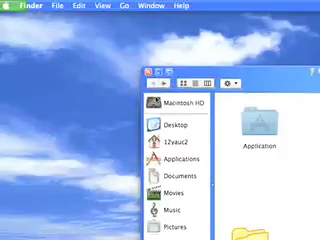 Finder File Edit View Go Window Help
Macintosh HD
Desktop
12yauc2
Applications
Documents
Movies
Music
Pictures
Application